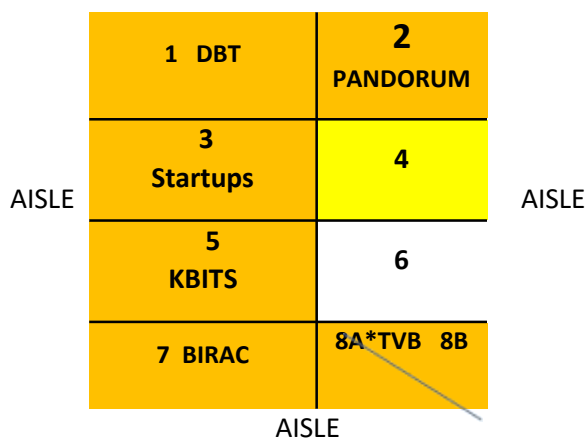 1 DBT
2
PANDORUM
3
Startups
4
AISLE
AISLE
5
KBITS
6
7 BIRAC
8A*TVB 8B
AISLE